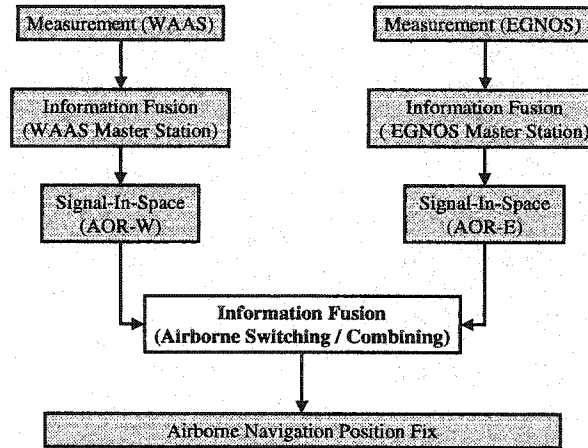 Measurement (WAAS)
Measurement (EGNOS)
Information Fusion
(WAAS Master Station)
Information Fusion
( EGNOS Master Station)
Signal-In-Space
(AOR-W)
Signal-In-Space
(AOR-E)
Information Fusion
(Airborne Switching / Combining)
Airborne Navigation Position Fix